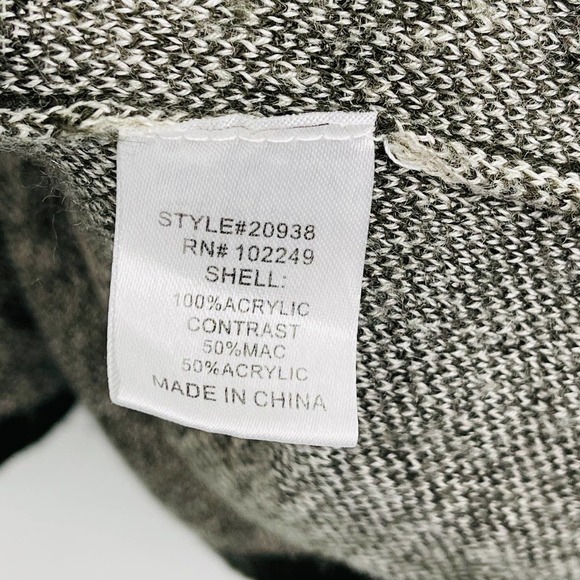 STYLE#20938
RN# 102249
SHELL:
100%ACRYLIC
CONTRAST
50%MAC
50%ACRYLIC
MADE IN CHINA